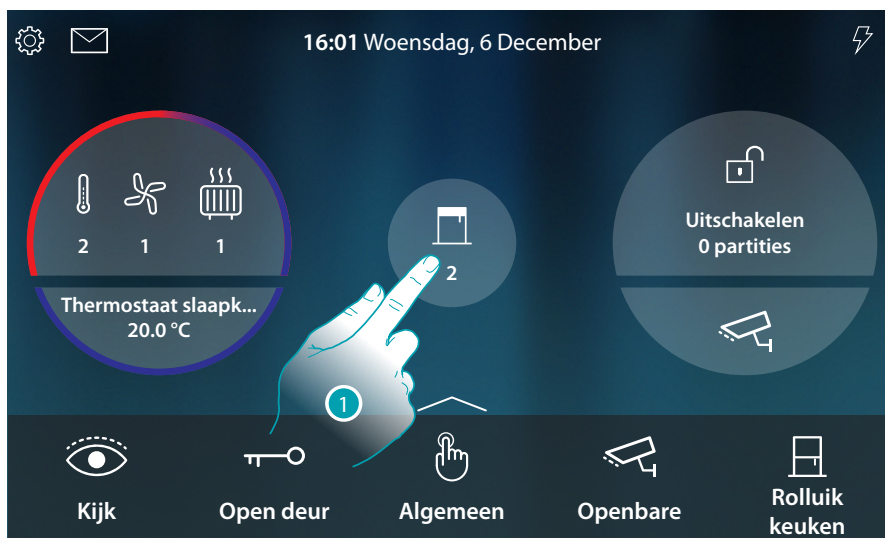 16:01 Woensdag, 6 December
2 1 1
Thermostaat slaapk...
20.0 °C
2
Uitschakelen
0 partities
1
Kijk
Open deur
Algemeen
Openbare
Rolluik
keuken